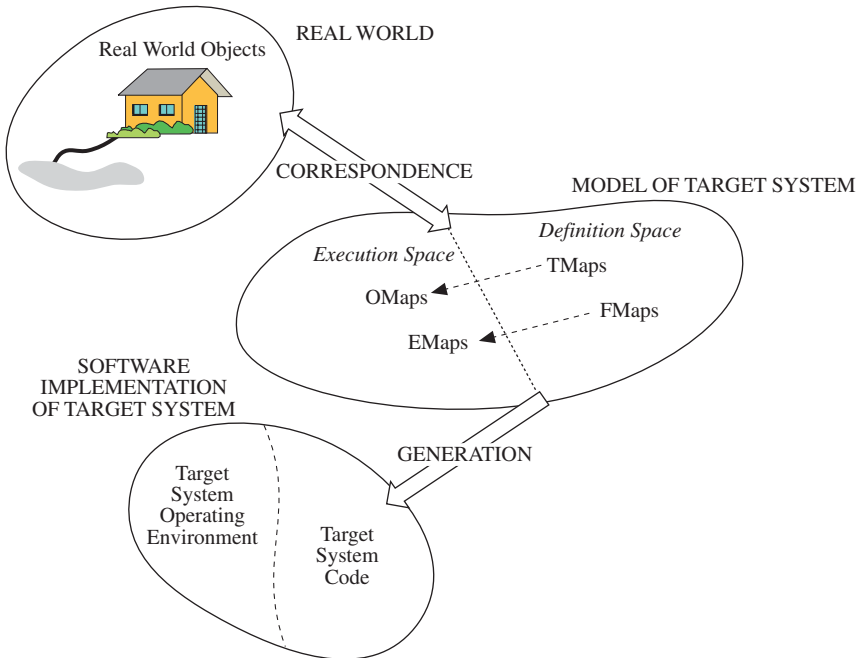 REAL WORLD
Real World Objects
CORRESPONDENCE
MODEL OF TARGET SYSTEM
Definition Space
Execution Space
TMaps
OMaps
FMaps
EMaps
SOFTWARE
IMPLEMENTATION
OF TARGET SYSTEM
GENERATION
Target
System
Operating
Environment
Target
System
Code